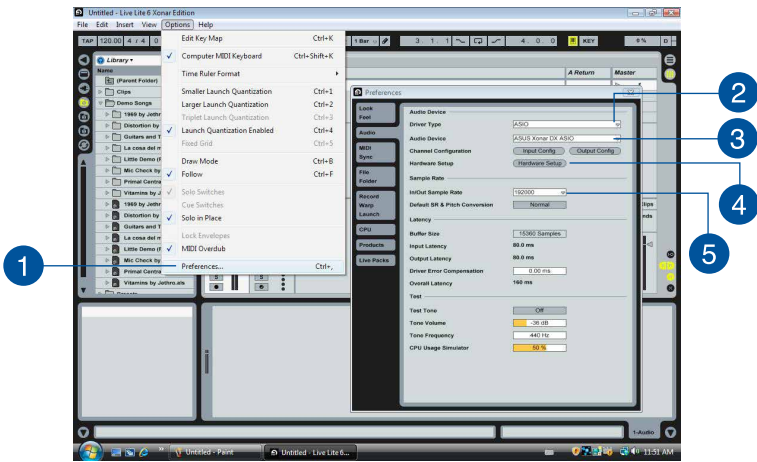 Untitled - Live Lite 6 Xonar Edition
File Edit Insert View Options Help
TAP 120.00 4 / 4 1 Bar 3. 1. 1 4. 0. 0 KEY 0 % D
Library
Name
(Parent Folder)
Clips
Demo Songs
1969 by Jethr
Distortion by
Guitars and T
La cosa del m
Little Demo (f
Mic Check by
Primal Centra
Vitamins by J
1969 by Jethr
Distortion by
Guitars and T
La cosa del m
Little Demo (f
Mic Check by
Primal Centra
Vitamins by Jethro.als
Presets
Edit Key Map Ctrl+K
Computer MIDI Keyboard Ctrl+Shift+K
Time Ruler Format
Smaller Launch Quantization Ctrl+1
Larger Launch Quantization Ctrl+2
Triplet Launch Quantization Ctrl+3
Launch Quantization Enabled Ctrl+4
Fixed Grid Ctrl+5
Draw Mode Ctrl+B
Follow Ctrl+F
Solo Switches
Cue Switches
Solo in Place
Lock Envelopes
MIDI Overdub
Preferences... Ctrl+,
S S
A Return Master
Preferences
Look
Feel
Audio
MIDI
Sync
File
Folder
Record
Warp
Launch
CPU
Products
Live Packs
Audio Device
Driver Type ASIO
Audio Device ASUS Xonar DX ASIO
Channel Configuration Input Config Output Config
Hardware Setup Hardware Setup
Sample Rate
In/Out Sample Rate 192000
Default SR & Pitch Conversion Normal
Latency
Buffer Size 15360 Samples
Input Latency 80.0 ms
Output Latency 80.0 ms
Driver Error Compensation 0.00 ms
Overall Latency 160 ms
Test
Test Tone Off
Tone Volume -36 dB
Tone Frequency 440 Hz
CPU Usage Simulator 50 %
1
2
3
4
5
1-Audio
Untitled - Paint
Untitled - Live Lite 6...
11:51 AM